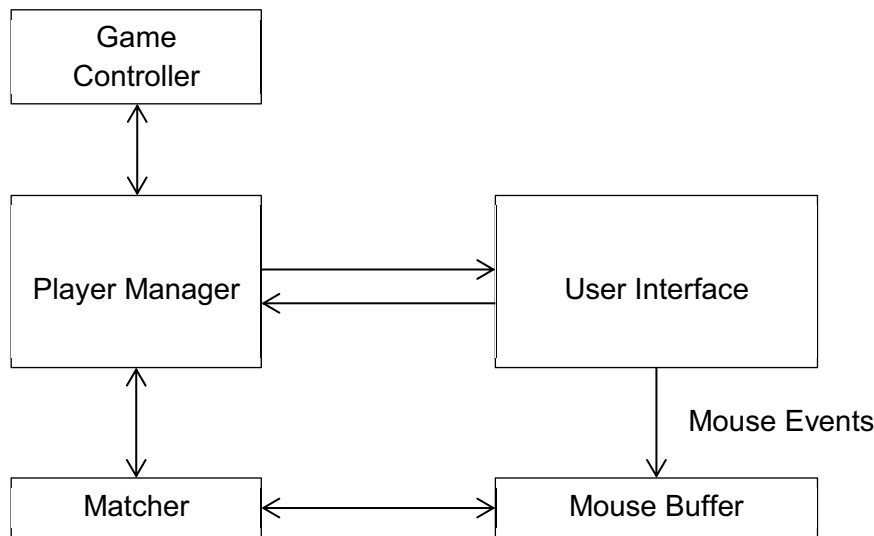 Game
Controller
Player Manager
User Interface
Mouse Events
Matcher
Mouse Buffer